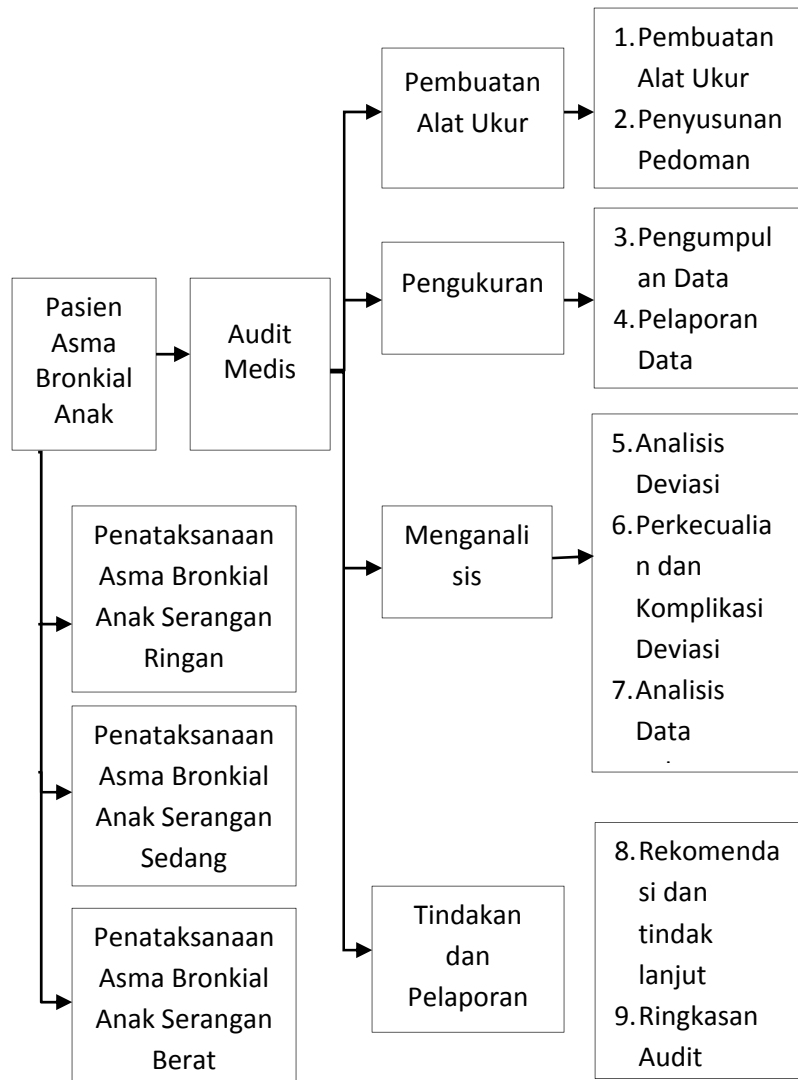 Pasien
Asma
Bronkial
Anak
Audit
Medis
Pembuatan
Alat Ukur
1.Pembuatan
Alat Ukur
2.Penyusunan
Pedoman
Pengukuran
3.Pengumpul
an Data
4.Pelaporan
Data
Menganali
sis
5.Analisis
Deviasi
6.Perkecualia
n dan
Komplikasi
Deviasi
7.Analisis
Data
Tindakan
dan
Pelaporan
8.Rekomenda
si dan
tindak
lanjut
9.Ringkasan
Audit
Penataksanaan
Asma Bronkial
Anak Serangan
Ringan
Penataksanaan
Asma Bronkial
Anak Serangan
Sedang
Penataksanaan
Asma Bronkial
Anak Serangan
Berat